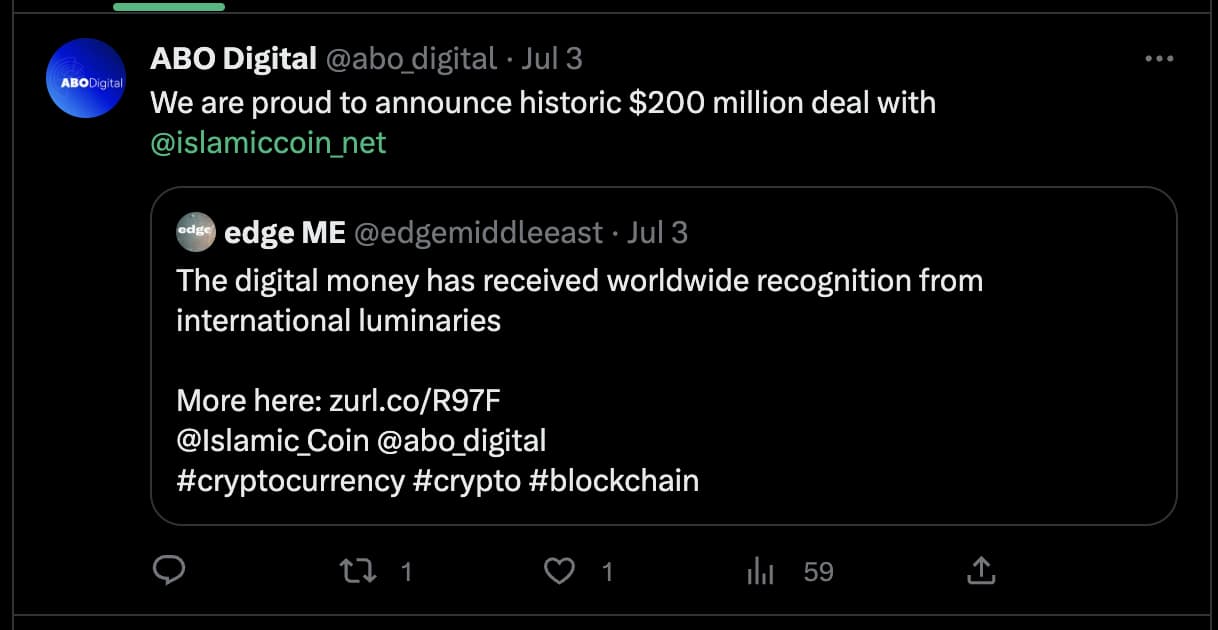 ABODigital
ABO Digital @abo_digital · Jul 3
We are proud to announce historic $200 million deal with
@islamiccoin_net
edge
edge ME @edgemiddleeast · Jul 3
The digital money has received worldwide recognition from
international luminaries
More here: zurl.co/R97F
@Islamic_Coin @abo_digital
#cryptocurrency #crypto #blockchain
1 1 59